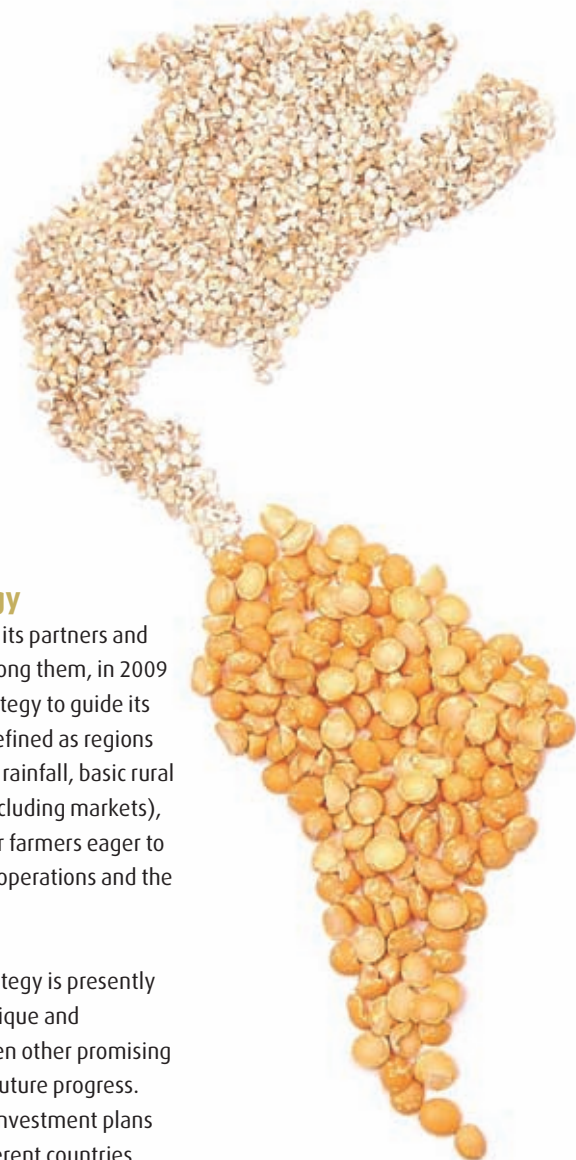 gy
its partners and
ong them, in 2009
tegy to guide its
efined as regions
rainfall, basic rural
cluding markets),
r farmers eager to
operations and the
tegy is presently
ique and
en other promising
uture progress.
nvestment plans
erent countries